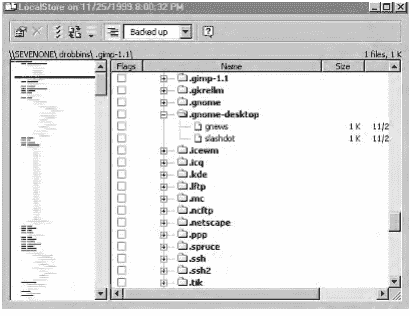 LocalStore on 11/25/1999 8:00:32 PM
Backed up
\\SEVENONE\drobbins\.gimp-1.1\ 1 files, 1 K
Flags Name Size
.gimp-1.1
.gkrellm
.gnome
.gnome-desktop
gnews 1 K 11/2
slashdot 1 K 11/2
.icewm
.icq
.kde
.lftp
.mc
.ncftp
.netscape
.ppp
.spruce
.ssh
.ssh2
.tik